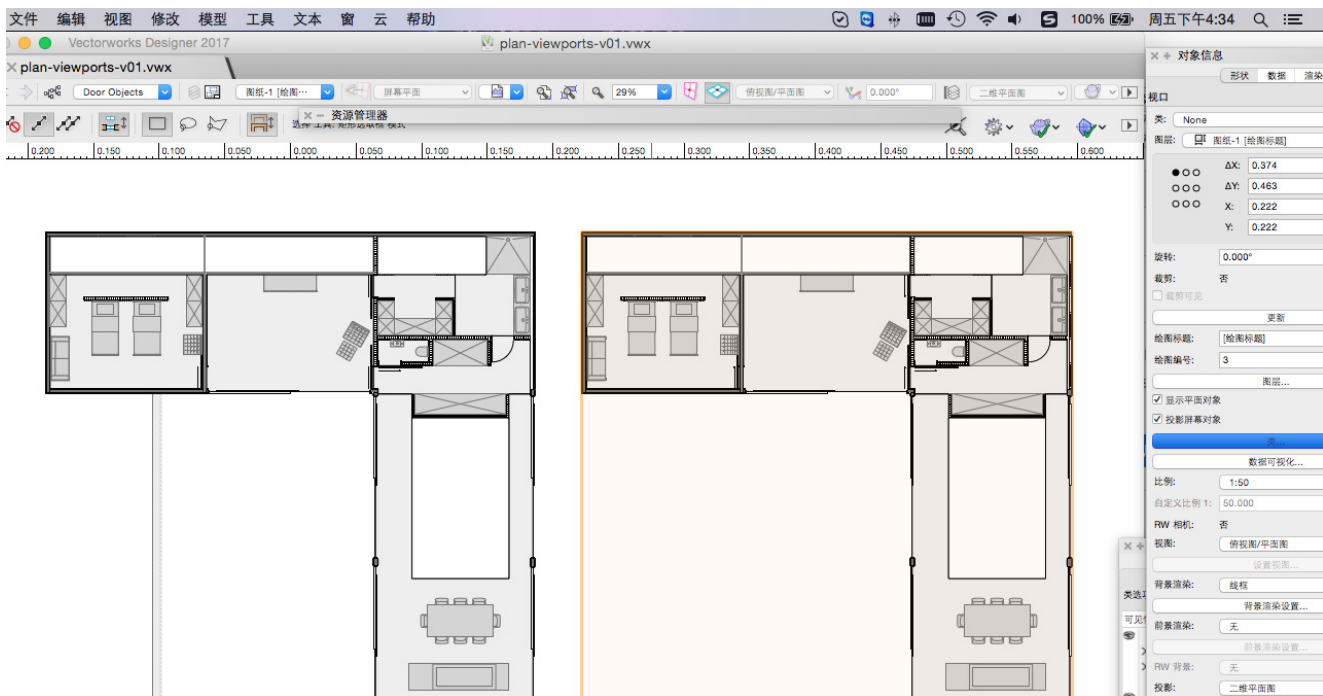 文件 编辑 视图 修改 模型 工具 文本 窗 云 帮助 100% 周五下午4:34
Vectorworks Designer 2017 plan-viewports-v01.vwx
plan-viewports-v01.vwx
Door Objects 图纸-1 [绘图… 屏幕平面 29% 俯视图/平面图 0.000° 二维平面图
资源管理器
0.200 0.150 0.100 0.050 0.000 0.050 0.100 0.150 0.200 0.250 0.300 0.350 0.400 0.450 0.500 0.550 0.600
对象信息
形状 数据 渲染
视口
类: None
图层: 图纸-1 [绘图标题]
ΔX: 0.374
ΔY: 0.463
X: 0.222
Y: 0.222
旋转: 0.000°
裁剪: 否
裁剪可见
更新
绘图标题: [绘图标题]
绘图编号: 3
图层...
显示平面对象
投影屏幕对象
类...
数据可视化...
比例: 1:50
自定义比例 1: 50.000
RW 相机: 否
视图: 俯视图/平面图
设置视图...
背景渲染: 线框
背景渲染设置...
前景渲染: 无
前景渲染设置...
RW 背景: 无
投影: 二维平面图
类选项